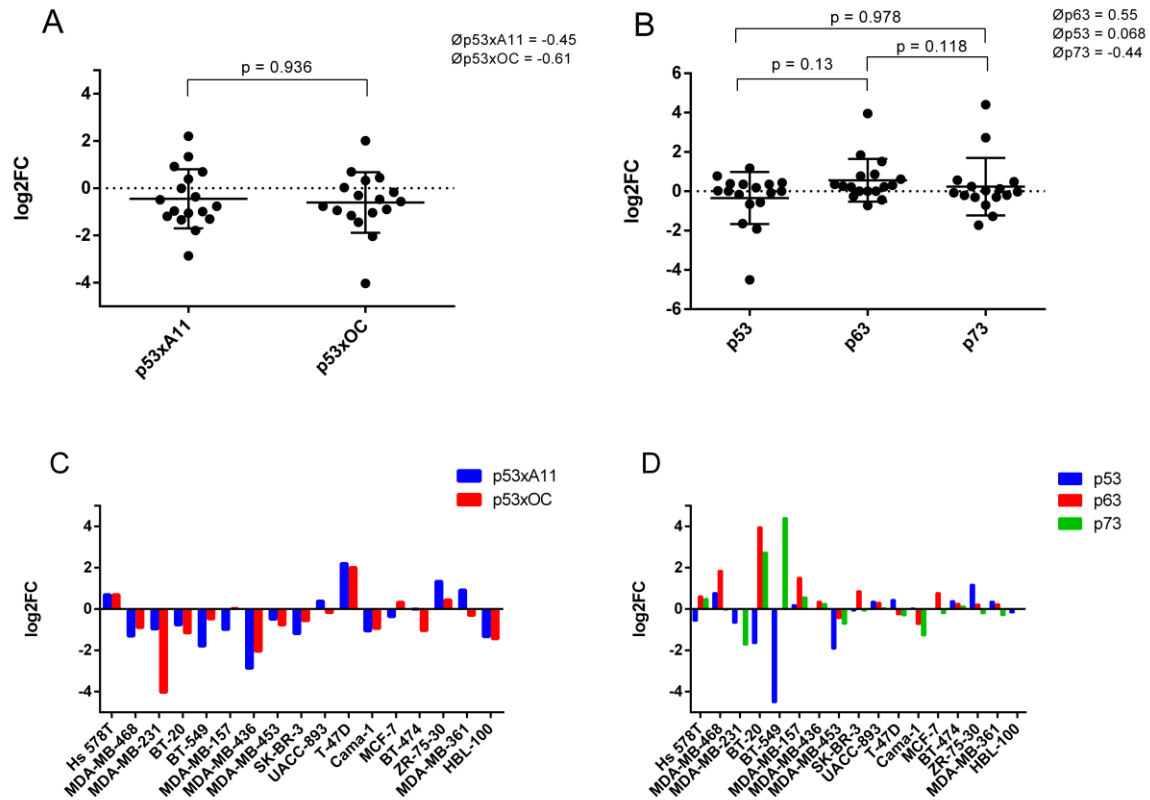 A
Øp53xA11 = -0.45
Øp53xOC = -0.61
p = 0.936
log2FC
4
2
0
-2
-4
p53xA11
p53xOC
B
Øp63 = 0.55
Øp53 = 0.068
Øp73 = -0.44
p = 0.978
p = 0.118
p = 0.13
log2FC
6
4
2
0
-2
-4
-6
p53
p63
p73
C
p53xA11
p53xOC
log2FC
4
2
0
-2
-4
Hs 578T
MDA-MB-468
MDA-MB-231
BT-20
BT-549
MDA-MB-157
MDA-MB-436
MDA-MB-453
SK-BR-3
UACC-893
T-47D
Cama-1
MCF-7
BT-474
ZR-75-30
MDA-MB-361
HBL-100
D
p53
p63
p73
log2FC
4
2
0
-2
-4
Hs 578T
MDA-MB-468
MDA-MB-231
BT-20
BT-549
MDA-MB-157
MDA-MB-436
MDA-MB-453
SK-BR-3
UACC-893
T-47D
Cama-1
MCF-7
BT-474
ZR-75-30
MDA-MB-361
HBL-100